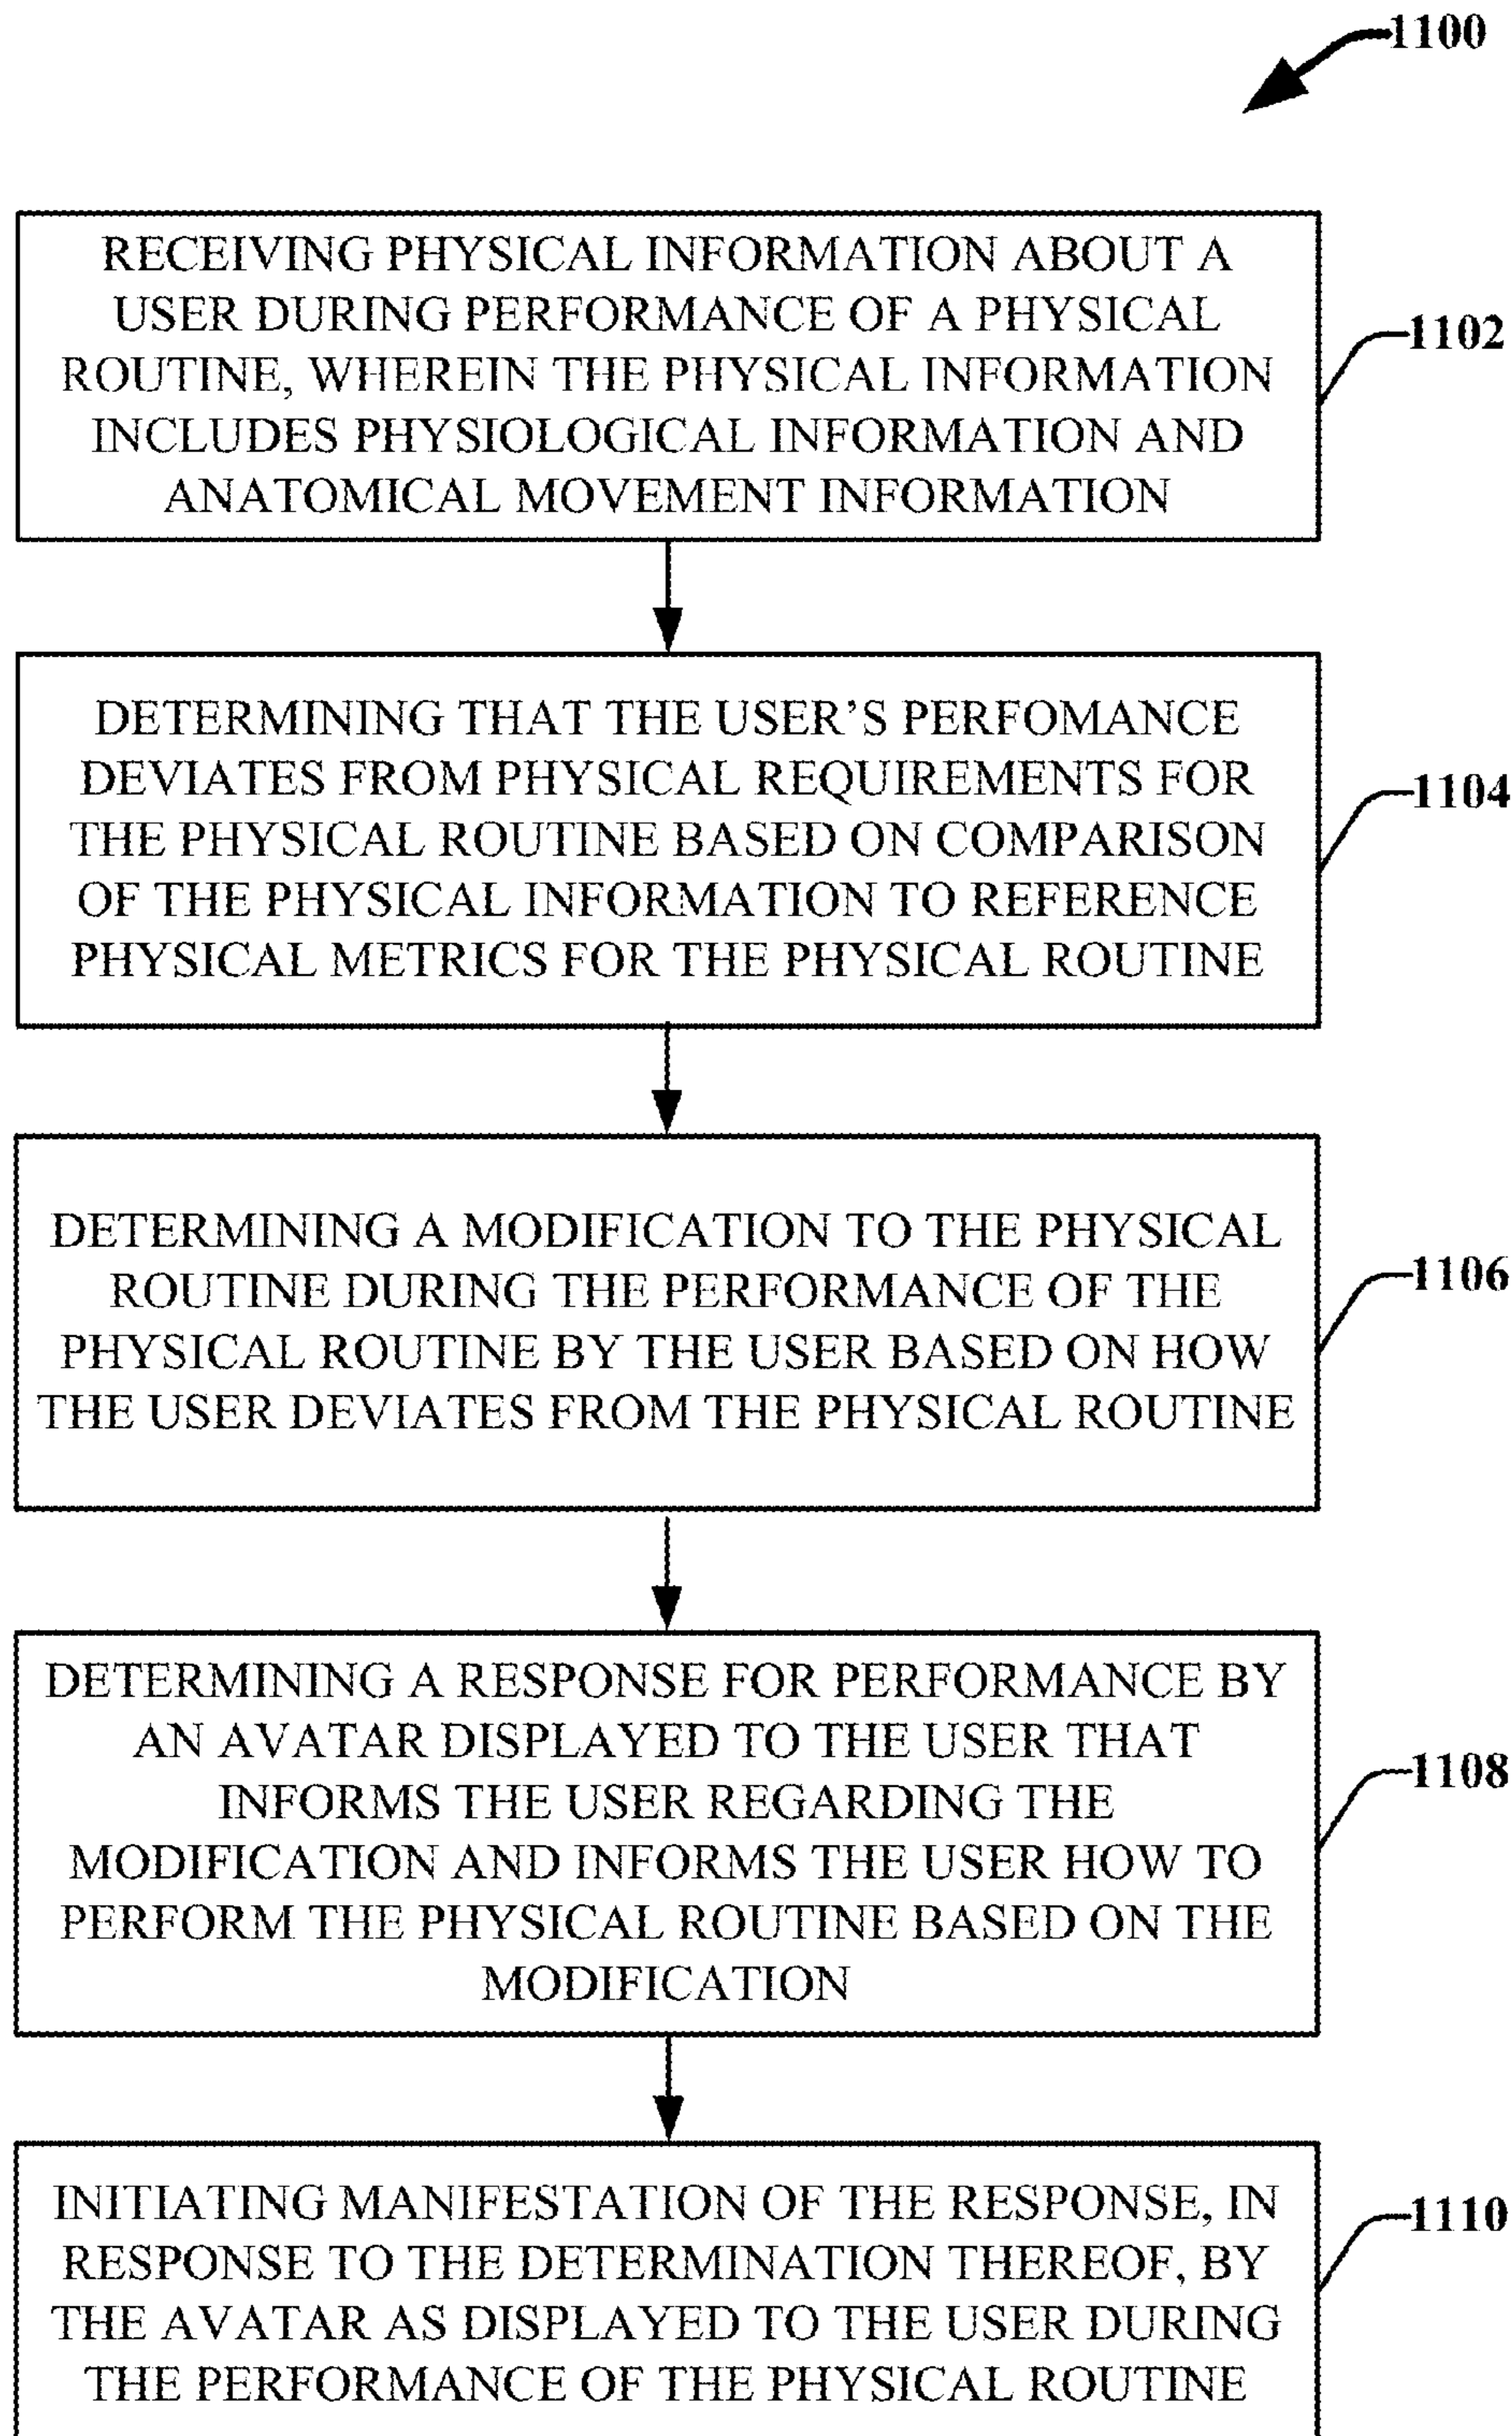 1100
RECEIVING PHYSICAL INFORMATION ABOUT A
USER DURING PERFORMANCE OF A PHYSICAL
ROUTINE, WHEREIN THE PHYSICAL INFORMATION
INCLUDES PHYSIOLOGICAL INFORMATION AND
ANATOMICAL MOVEMENT INFORMATION
1102
DETERMINING THAT THE USER’S PERFOMANCE
DEVIATES FROM PHYSICAL REQUIREMENTS FOR
THE PHYSICAL ROUTINE BASED ON COMPARISON
OF THE PHYSICAL INFORMATION TO REFERENCE
PHYSICAL METRICS FOR THE PHYSICAL ROUTINE
1104
DETERMINING A MODIFICATION TO THE PHYSICAL
ROUTINE DURING THE PERFORMANCE OF THE
PHYSICAL ROUTINE BY THE USER BASED ON HOW
THE USER DEVIATES FROM THE PHYSICAL ROUTINE
1106
DETERMINING A RESPONSE FOR PERFORMANCE BY
AN AVATAR DISPLAYED TO THE USER THAT
INFORMS THE USER REGARDING THE
MODIFICATION AND INFORMS THE USER HOW TO
PERFORM THE PHYSICAL ROUTINE BASED ON THE
MODIFICATION
1108
INITIATING MANIFESTATION OF THE RESPONSE, IN
RESPONSE TO THE DETERMINATION THEREOF, BY
THE AVATAR AS DISPLAYED TO THE USER DURING
THE PERFORMANCE OF THE PHYSICAL ROUTINE
1110